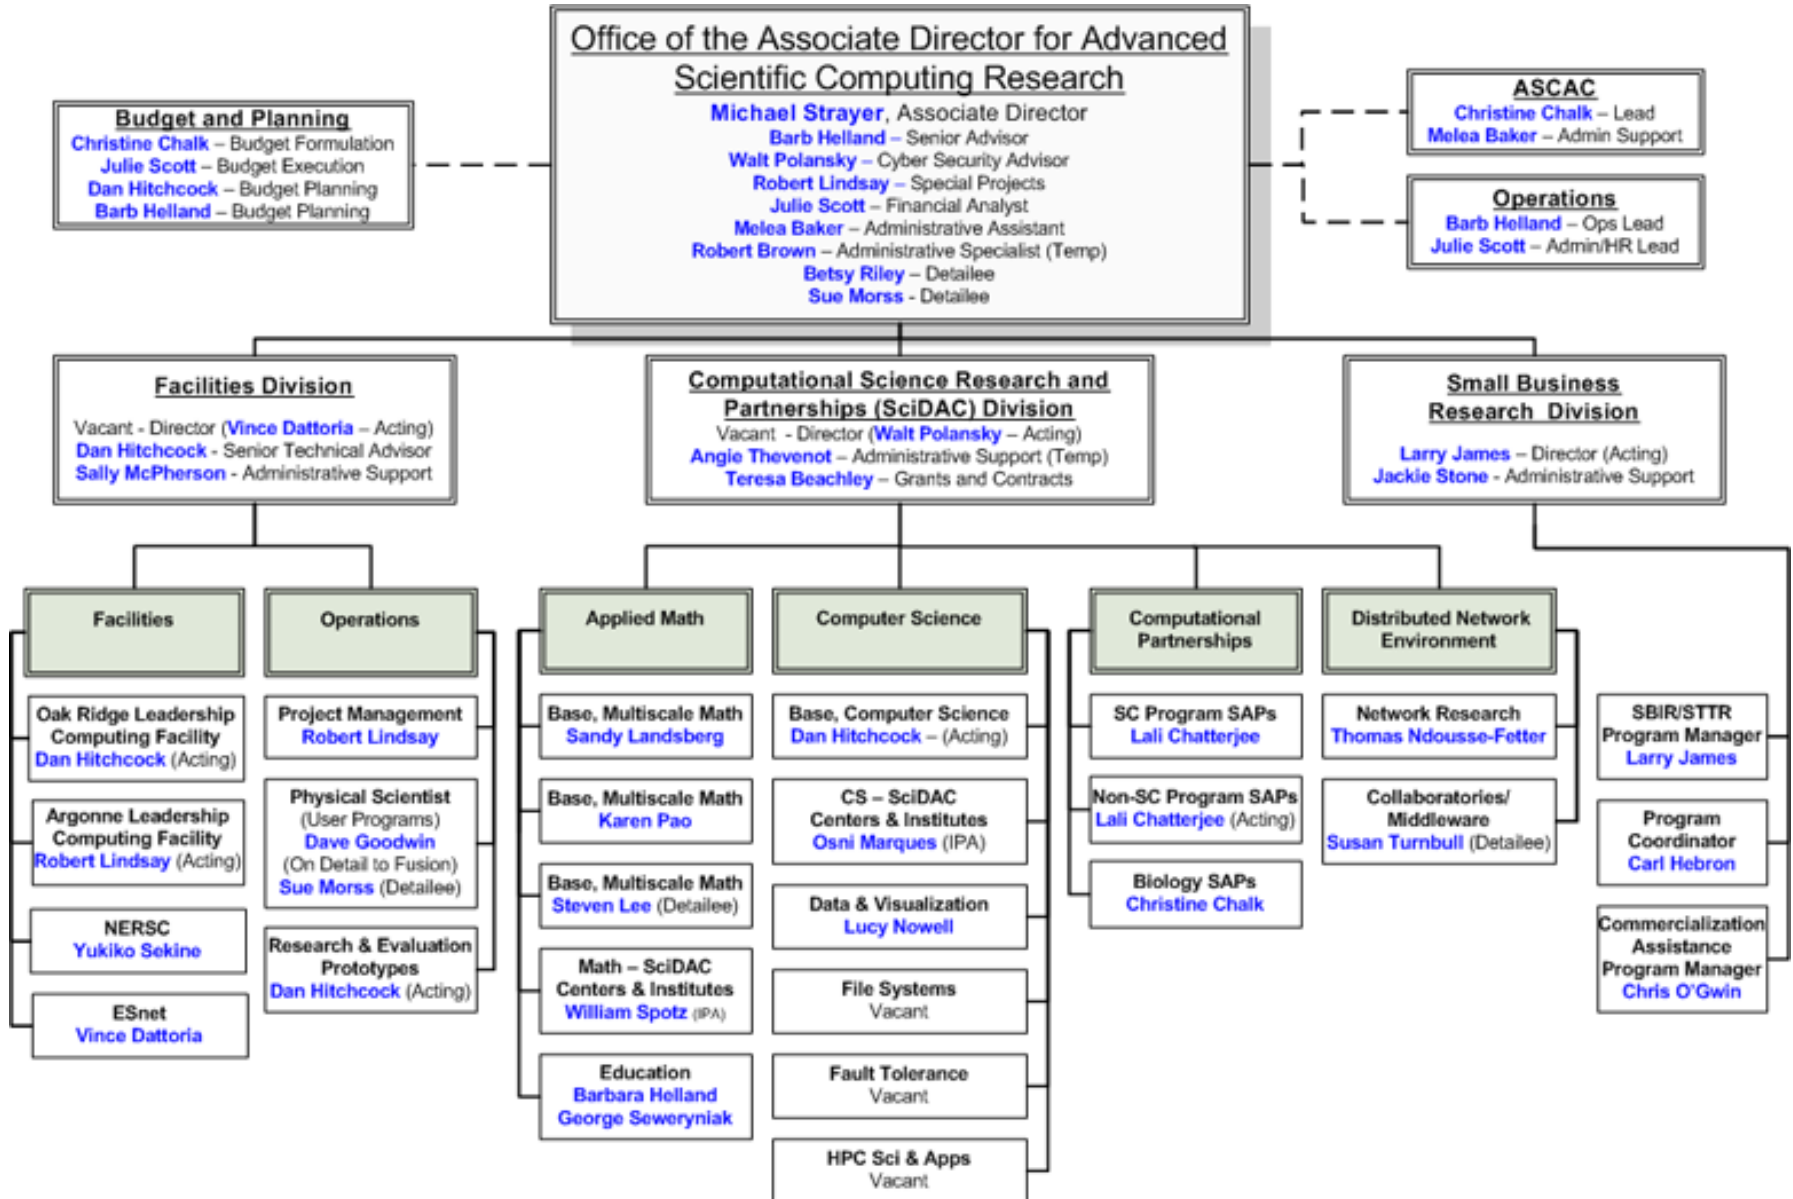 Office of the Associate Director for Advanced
Scientific Computing Research
Michael Strayer, Associate Director
Barb Helland – Senior Advisor
Walt Polansky – Cyber Security Advisor
Robert Lindsay – Special Projects
Julie Scott – Financial Analyst
Melea Baker – Administrative Assistant
Robert Brown – Administrative Specialist (Temp)
Betsy Riley – Detailee
Sue Morss - Detailee
Budget and Planning
Christine Chalk – Budget Formulation
Julie Scott – Budget Execution
Dan Hitchcock – Budget Planning
Barb Helland – Budget Planning
ASCAC
Christine Chalk – Lead
Melea Baker – Admin Support
Operations
Barb Helland – Ops Lead
Julie Scott – Admin/HR Lead
Facilities Division
Vacant - Director (Vince Dattoria – Acting)
Dan Hitchcock - Senior Technical Advisor
Sally McPherson - Administrative Support
Computational Science Research and
Partnerships (SciDAC) Division
Vacant - Director (Walt Polansky – Acting)
Angie Thevenot – Administrative Support (Temp)
Teresa Beachley – Grants and Contracts
Small Business
Research Division
Larry James – Director (Acting)
Jackie Stone - Administrative Support
Facilities
Oak Ridge Leadership
Computing Facility
Dan Hitchcock (Acting)
Argonne Leadership
Computing Facility
Robert Lindsay (Acting)
NERSC
Yukiko Sekine
ESnet
Vince Dattoria
Operations
Project Management
Robert Lindsay
Physical Scientist
(User Programs)
Dave Goodwin
(On Detail to Fusion)
Sue Morss (Detailee)
Research & Evaluation
Prototypes
Dan Hitchcock (Acting)
Applied Math
Base, Multiscale Math
Sandy Landsberg
Base, Multiscale Math
Karen Pao
Base, Multiscale Math
Steven Lee (Detailee)
Math – SciDAC
Centers & Institutes
William Spotz (IPA)
Education
Barbara Helland
George Seweryniak
Computer Science
Base, Computer Science
Dan Hitchcock – (Acting)
CS – SciDAC
Centers & Institutes
Osni Marques (IPA)
Data & Visualization
Lucy Nowell
File Systems
Vacant
Fault Tolerance
Vacant
HPC Sci & Apps
Vacant
Computational
Partnerships
SC Program SAPs
Lali Chatterjee
Non-SC Program SAPs
Lali Chatterjee (Acting)
Biology SAPs
Christine Chalk
Distributed Network
Environment
Network Research
Thomas Ndousse-Fetter
Collaboratories/
Middleware
Susan Turnbull (Detailee)
SBIR/STTR
Program Manager
Larry James
Program
Coordinator
Carl Hebron
Commercialization
Assistance
Program Manager
Chris O'Gwin